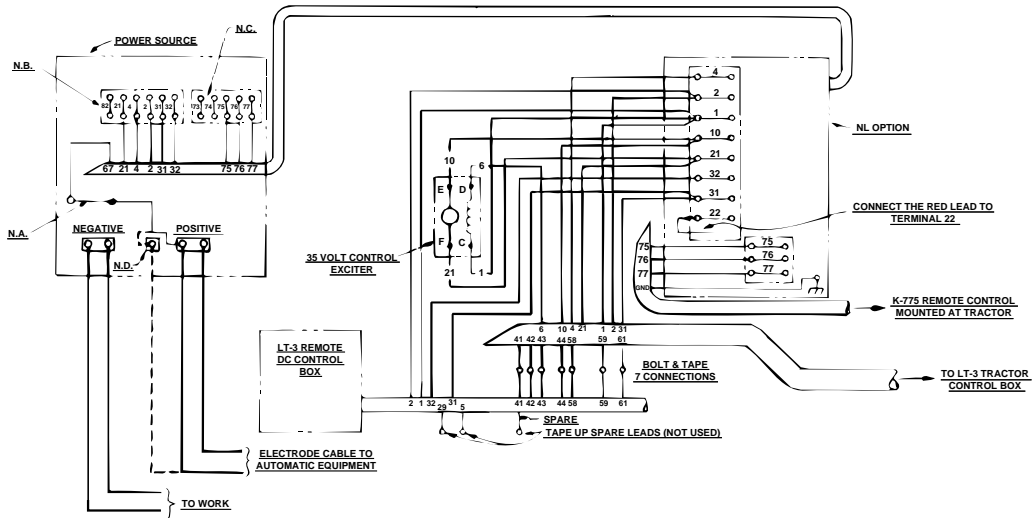 POWER SOURCE
N.C.
N.B.
82 21 4 2 31 32
73 74 75 76 77
67 21 4 2 31 32 75 76 77
N.A.
NEGATIVE
POSITIVE
N.D.
4
2
1
10
21
32
31
22
NL OPTION
CONNECT THE RED LEAD TO
TERMINAL 22
10 6
E D
F C
21 1
35 VOLT CONTROL
EXCITER
75 75
76 76
77 77
GND
K-775 REMOTE CONTROL
MOUNTED AT TRACTOR
6 10 4 21 1 2 31
41 42 43 44 58 59 61
LT-3 REMOTE
DC CONTROL
BOX
BOLT & TAPE
7 CONNECTIONS
TO LT-3 TRACTOR
CONTROL BOX
2 1 32 29 31 5 41 42 43 44 58 59 61
SPARE
TAPE UP SPARE LEADS (NOT USED)
ELECTRODE CABLE TO
AUTOMATIC EQUIPMENT
TO WORK